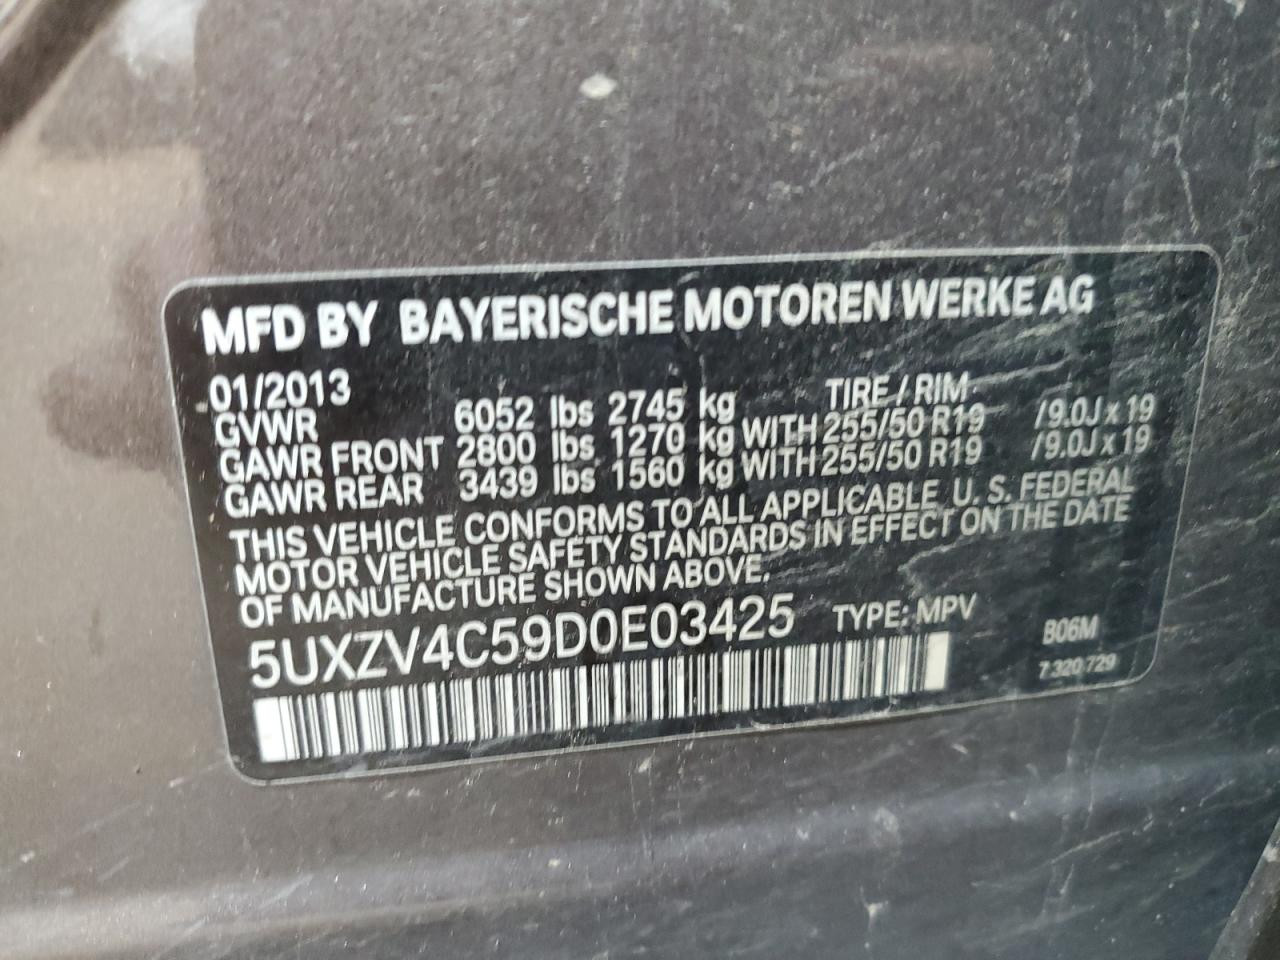 MFD BY BAYERISCHE MOTOREN WERKE AG
01/2013 TIRE / RIM
GVWR 6052 lbs 2745 kg
GAWR FRONT 2800 lbs 1270 kg WITH 255/50 R19 /9.0J x 19
GAWR REAR 3439 lbs 1560 kg WITH 255/50 R19 /9.0J x 19
THIS VEHICLE CONFORMS TO ALL APPLICABLE U. S. FEDERAL
MOTOR VEHICLE SAFETY STANDARDS IN EFFECT ON THE DATE
OF MANUFACTURE SHOWN ABOVE.
5UXZV4C59D0E03425 TYPE: MPV
B06M
7.320.729